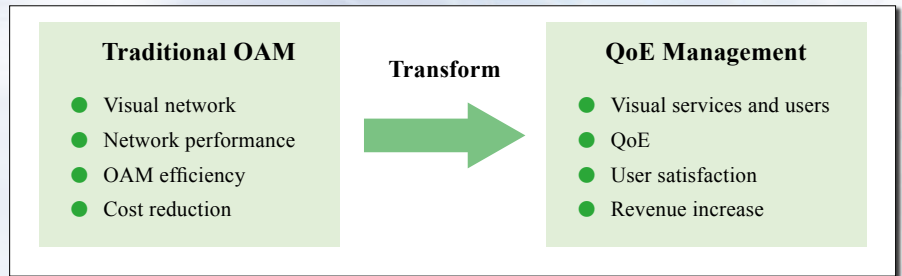 Traditional OAM
Visual network
Network performance
OAM efficiency
Cost reduction
Transform
QoE Management
Visual services and users
QoE
User satisfaction
Revenue increase